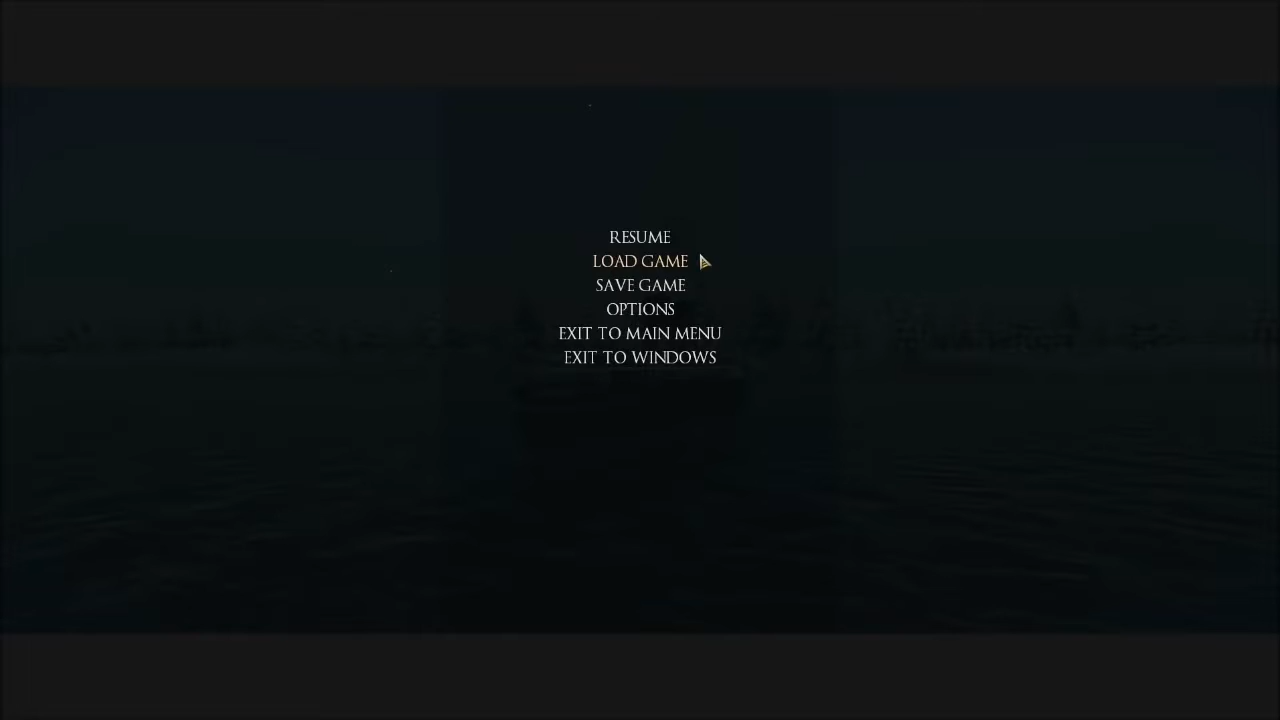 RESUME
LOAD GAME
SAVE GAME
OPTIONS
EXIT TO MAIN MENU
EXIT TO WINDOWS